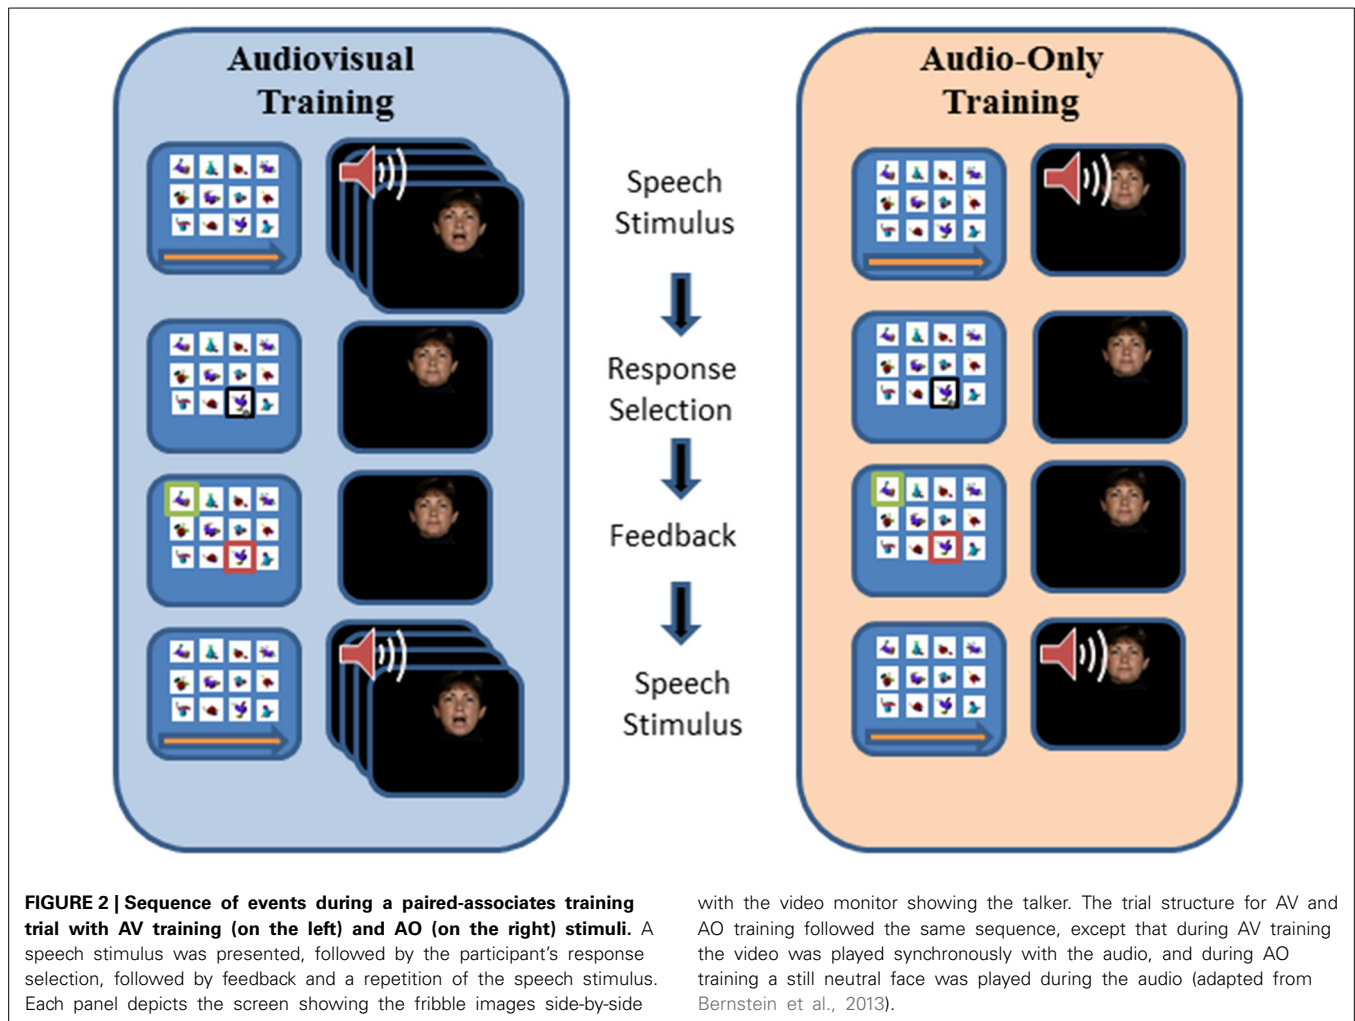 Audiovisual
Training
Audio-Only
Training
Speech
Stimulus
Response
Selection
Feedback
Speech
Stimulus
FIGURE 2 | Sequence of events during a paired-associates training
trial with AV training (on the left) and AO (on the right) stimuli. A
speech stimulus was presented, followed by the participant's response
selection, followed by feedback and a repetition of the speech stimulus.
Each panel depicts the screen showing the fribble images side-by-side
with the video monitor showing the talker. The trial structure for AV and
AO training followed the same sequence, except that during AV training
the video was played synchronously with the audio, and during AO
training a still neutral face was played during the audio (adapted from
Bernstein et al., 2013).